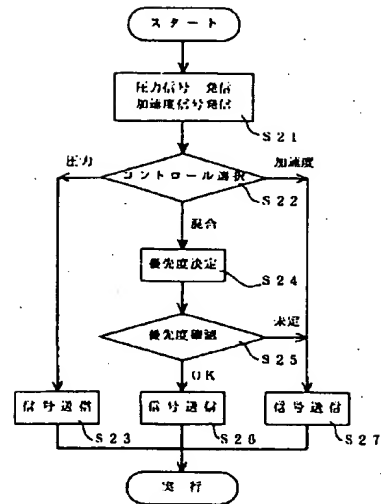 スタート
圧力信号 発信
加速度信号発信
S21
圧力
コントロール選択
加速度
S22
混合
優先度決定
S24
優先度確認
未定
S25
OK
信号送信
S23
信号送信
S26
信号送信
S27
実行